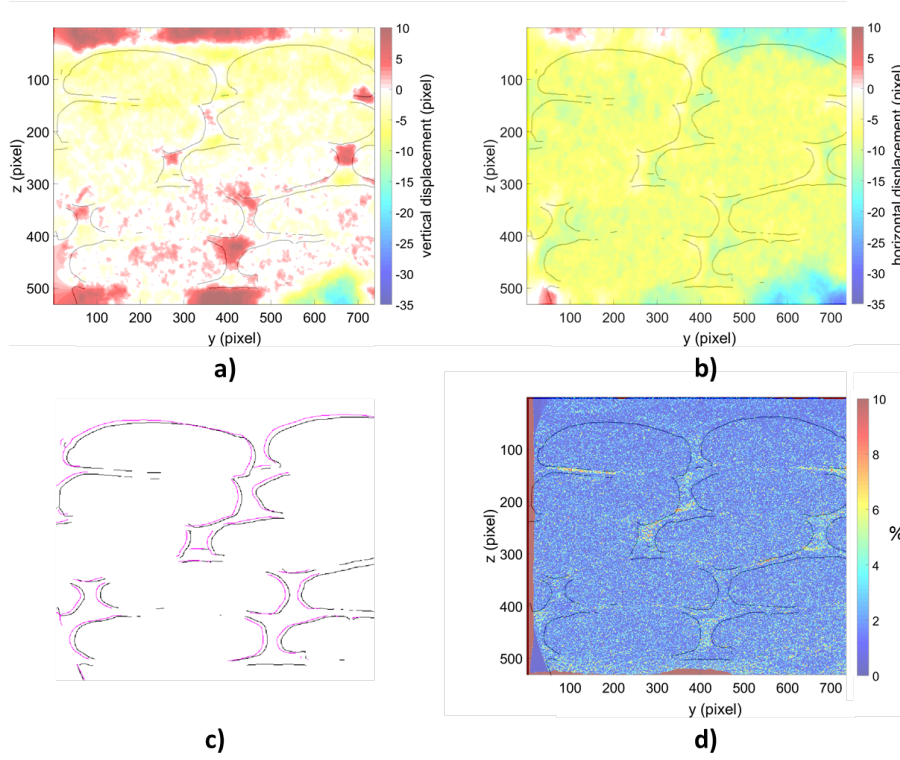 10
5
0
-5
-10
-15
-20
-25
-30
-35
vertical displacement (pixel)
100
200
300
400
500
z (pixel)
100 200 300 400 500 600 700
y (pixel)
a)
10
5
0
-5
-10
-15
-20
-25
-30
-35
horizontal displacement (pixel)
100
200
300
400
500
z (pixel)
100 200 300 400 500 600 700
y (pixel)
b)
c)
100
200
300
400
500
z (pixel)
100 200 300 400 500 600 700
y (pixel)
10
8
6
4
2
0
%
d)